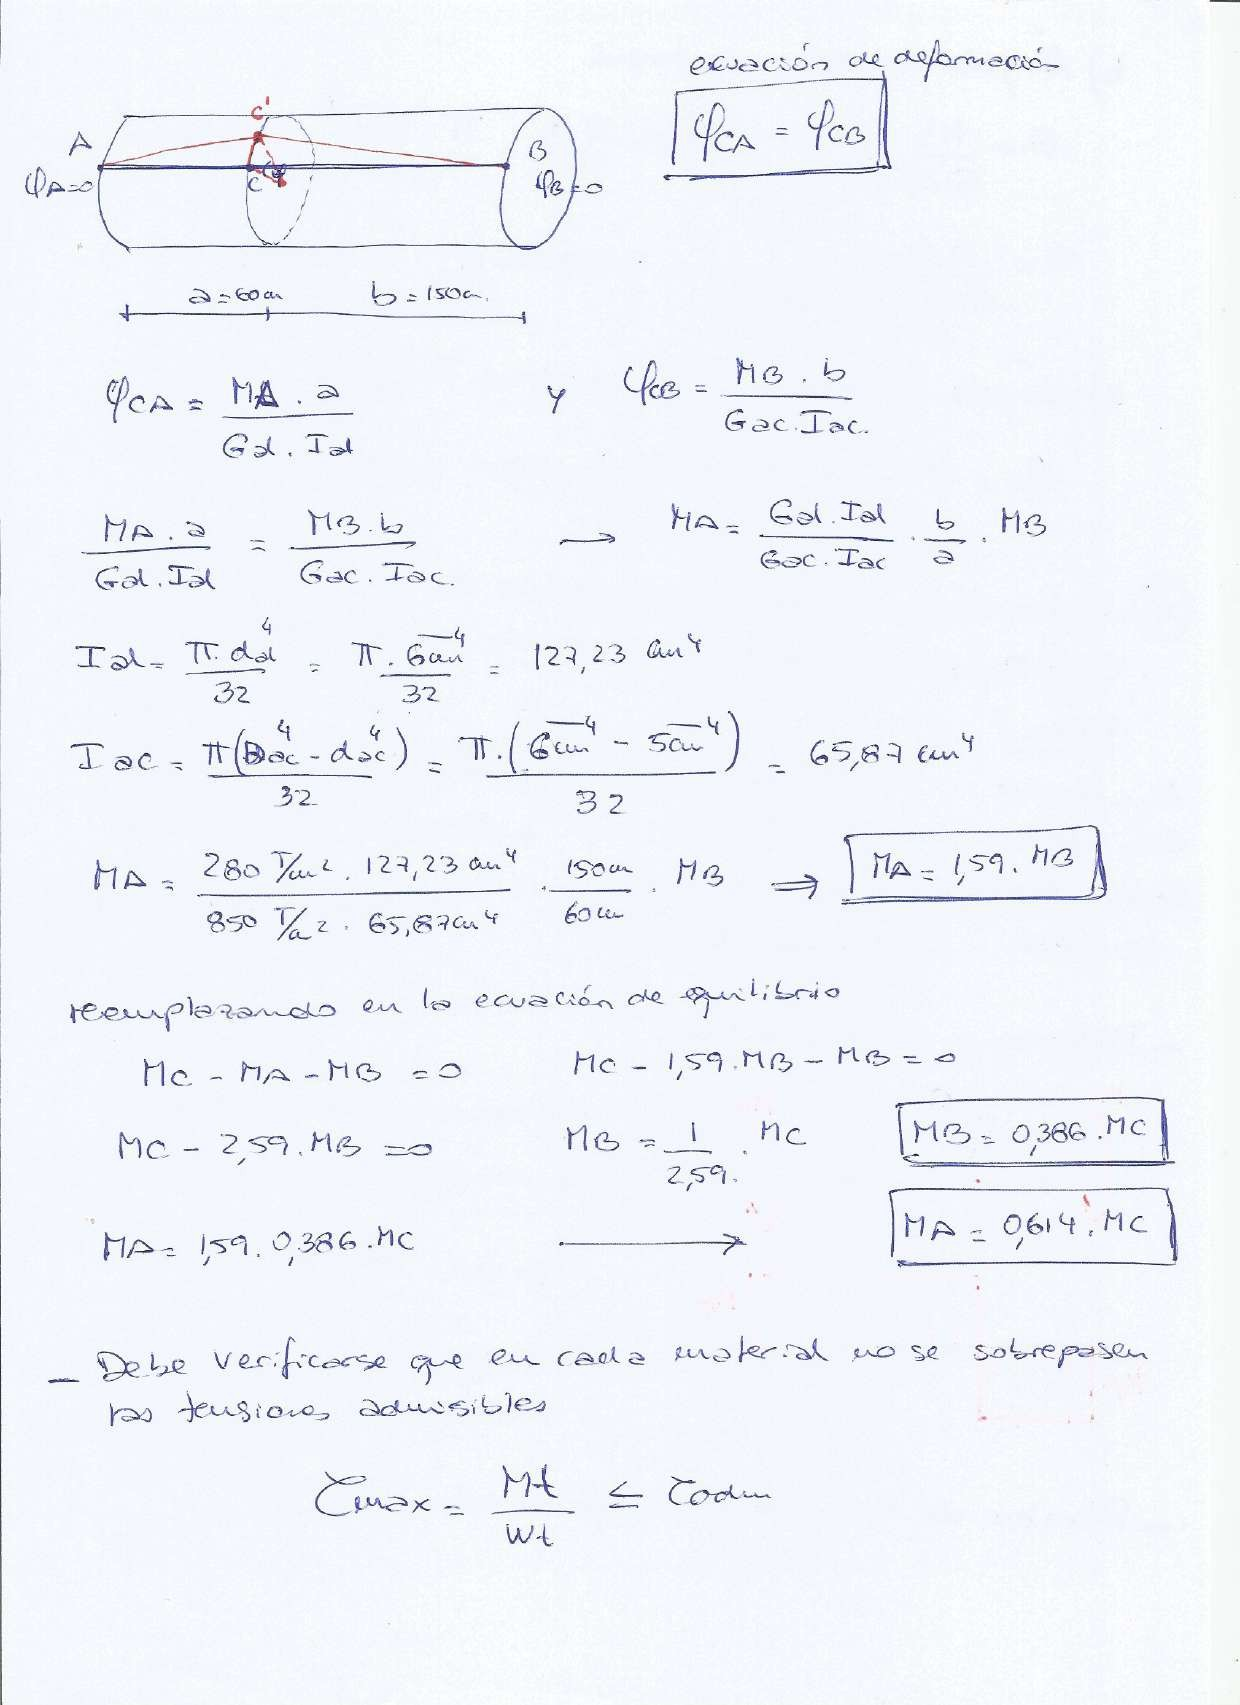 ecuación de deformación
φCA = φCB
C'
A
B
φA=0
C
φ
φB=0
a=60cm
b=150cm.
φCA = MA . a / Gal . Ial y φCB = MB . b / Gac. Iac.
MA . a / Gal . Ial = MB . b / Gac . Iac. → MA = Gal . Ial / Gac. Iac . b / a . MB
Ial = π. dal⁴ / 32 = π . 6cm⁴ / 32 = 127,23 cm⁴
Iac = π(Dac⁴ - dac⁴) / 32 = π.(6cm⁴ - 5cm⁴) / 32 = 65,87 cm⁴
MA = 280 T/cm² . 127,23 cm⁴ / 850 T/c² . 65,87cm⁴ . 150cm / 60cm . MB ⇒ MA = 1,59 . MB
reemplazando en la ecuación de equilibrio
MC - MA - MB = 0 MC - 1,59.MB - MB = 0
MC - 2,59. MB = 0 MB = 1 / 2,59. . MC MB = 0,386 . MC
MA = 1,59. 0,386 . MC → MA = 0,614 . MC
- Debe verificarse que en cada material no se sobrepasen
las tensiones admisibles
τmax = Mt / Wt ≤ τadm